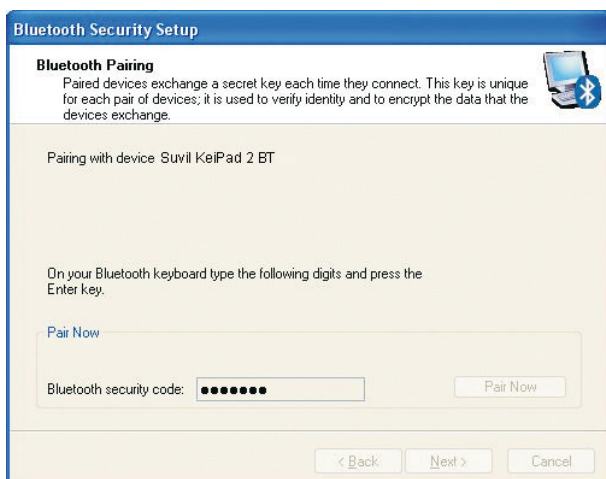 Bluetooth Security Setup
Bluetooth Pairing
Paired devices exchange a secret key each time they connect. This key is unique
for each pair of devices; it is used to verify identity and to encrypt the data that the
devices exchange.
Pairing with device Suvil KeiPad 2 BT
On your Bluetooth keyboard type the following digits and press the
Enter key.
Pair Now
Bluetooth security code: ●●●●●●● Pair Now
< Back Next > Cancel